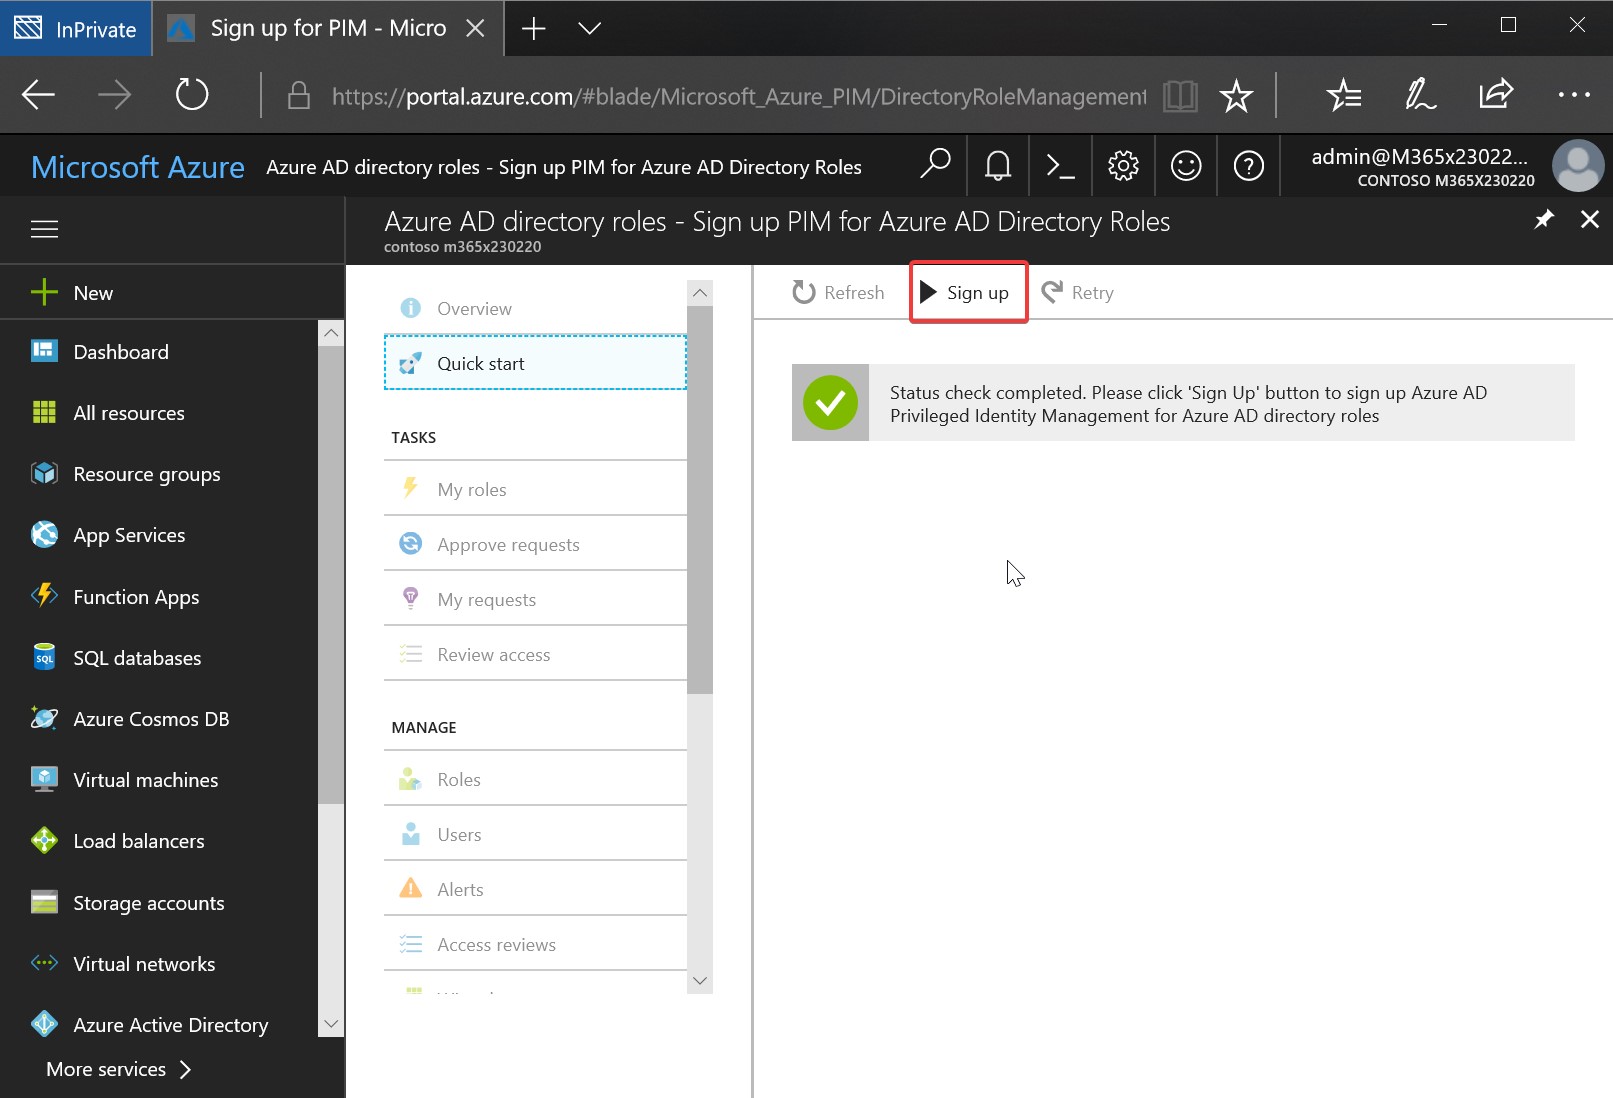 InPrivate
Sign up for PIM - Micro
https://portal.azure.com/#blade/Microsoft_Azure_PIM/DirectoryRoleManagement
Microsoft Azure
Azure AD directory roles - Sign up PIM for Azure AD Directory Roles
admin@M365x23022...
CONTOSO M365X230220
Azure AD directory roles - Sign up PIM for Azure AD Directory Roles
contoso m365x230220
New
Dashboard
All resources
Resource groups
App Services
Function Apps
SQL databases
Azure Cosmos DB
Virtual machines
Load balancers
Storage accounts
Virtual networks
Azure Active Directory
More services
Overview
Quick start
TASKS
My roles
Approve requests
My requests
Review access
MANAGE
Roles
Users
Alerts
Access reviews
Refresh
Sign up
Retry
Status check completed. Please click 'Sign Up' button to sign up Azure AD
Privileged Identity Management for Azure AD directory roles